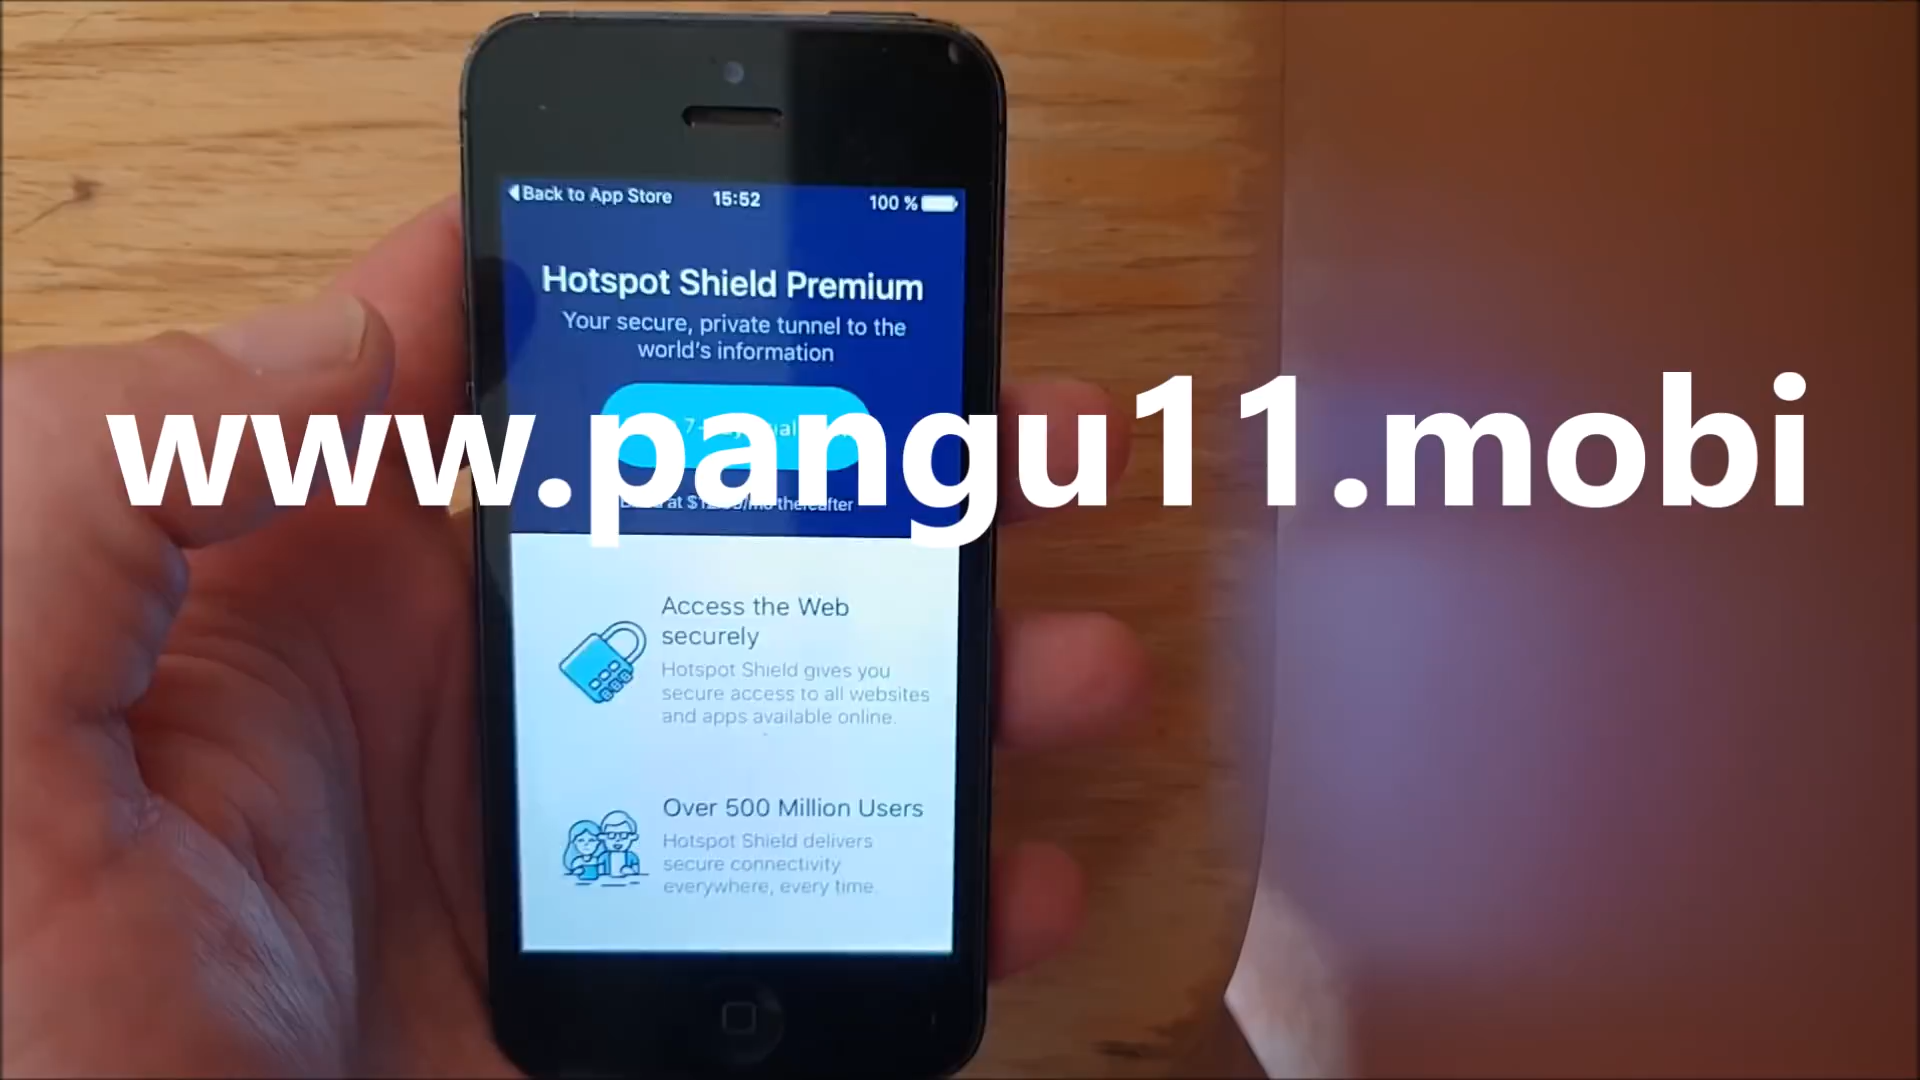 Back to App Store 15:52 100 %
Hotspot Shield Premium
Your secure, private tunnel to the
world's information
www.pangu11.mobi
at thereafter
Access the Web
securely
Hotspot Shield gives you
secure access to all websites
and apps available online.
Over 500 Million Users
Hotspot Shield delivers
secure connectivity
everywhere, every time.